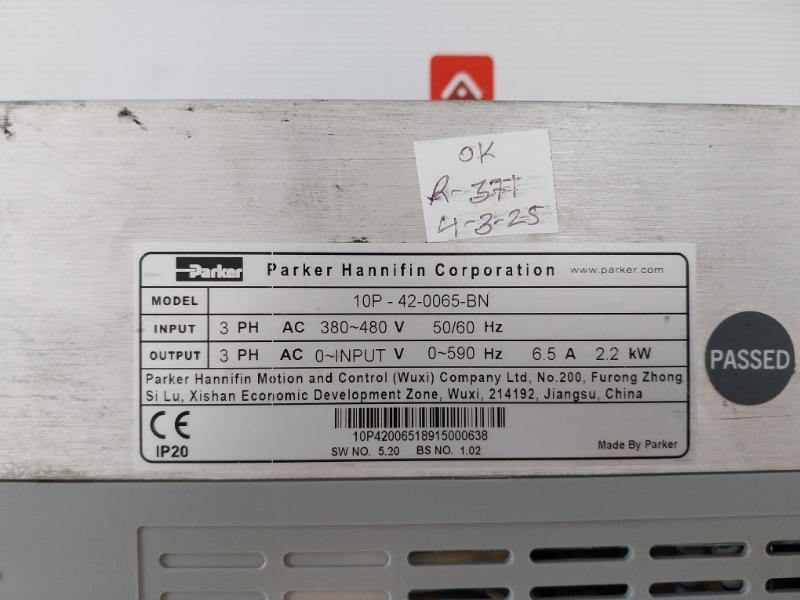 OK
R-371
4-3-25
Parker Parker Hannifin Corporation www.parker.com
MODEL 10P - 42-0065-BN
INPUT 3 PH AC 380~480 V 50/60 Hz
OUTPUT 3 PH AC 0~INPUT V 0~590 Hz 6.5 A 2.2 kW
PASSED
Parker Hannifin Motion and Control (Wuxi) Company Ltd, No.200, Furong Zhong
Si Lu, Xishan Economic Development Zone, Wuxi, 214192, Jiangsu, China
CE
10P42006518915000638
IP20 SW NO. 5.20 BS NO. 1.02 Made By Parker